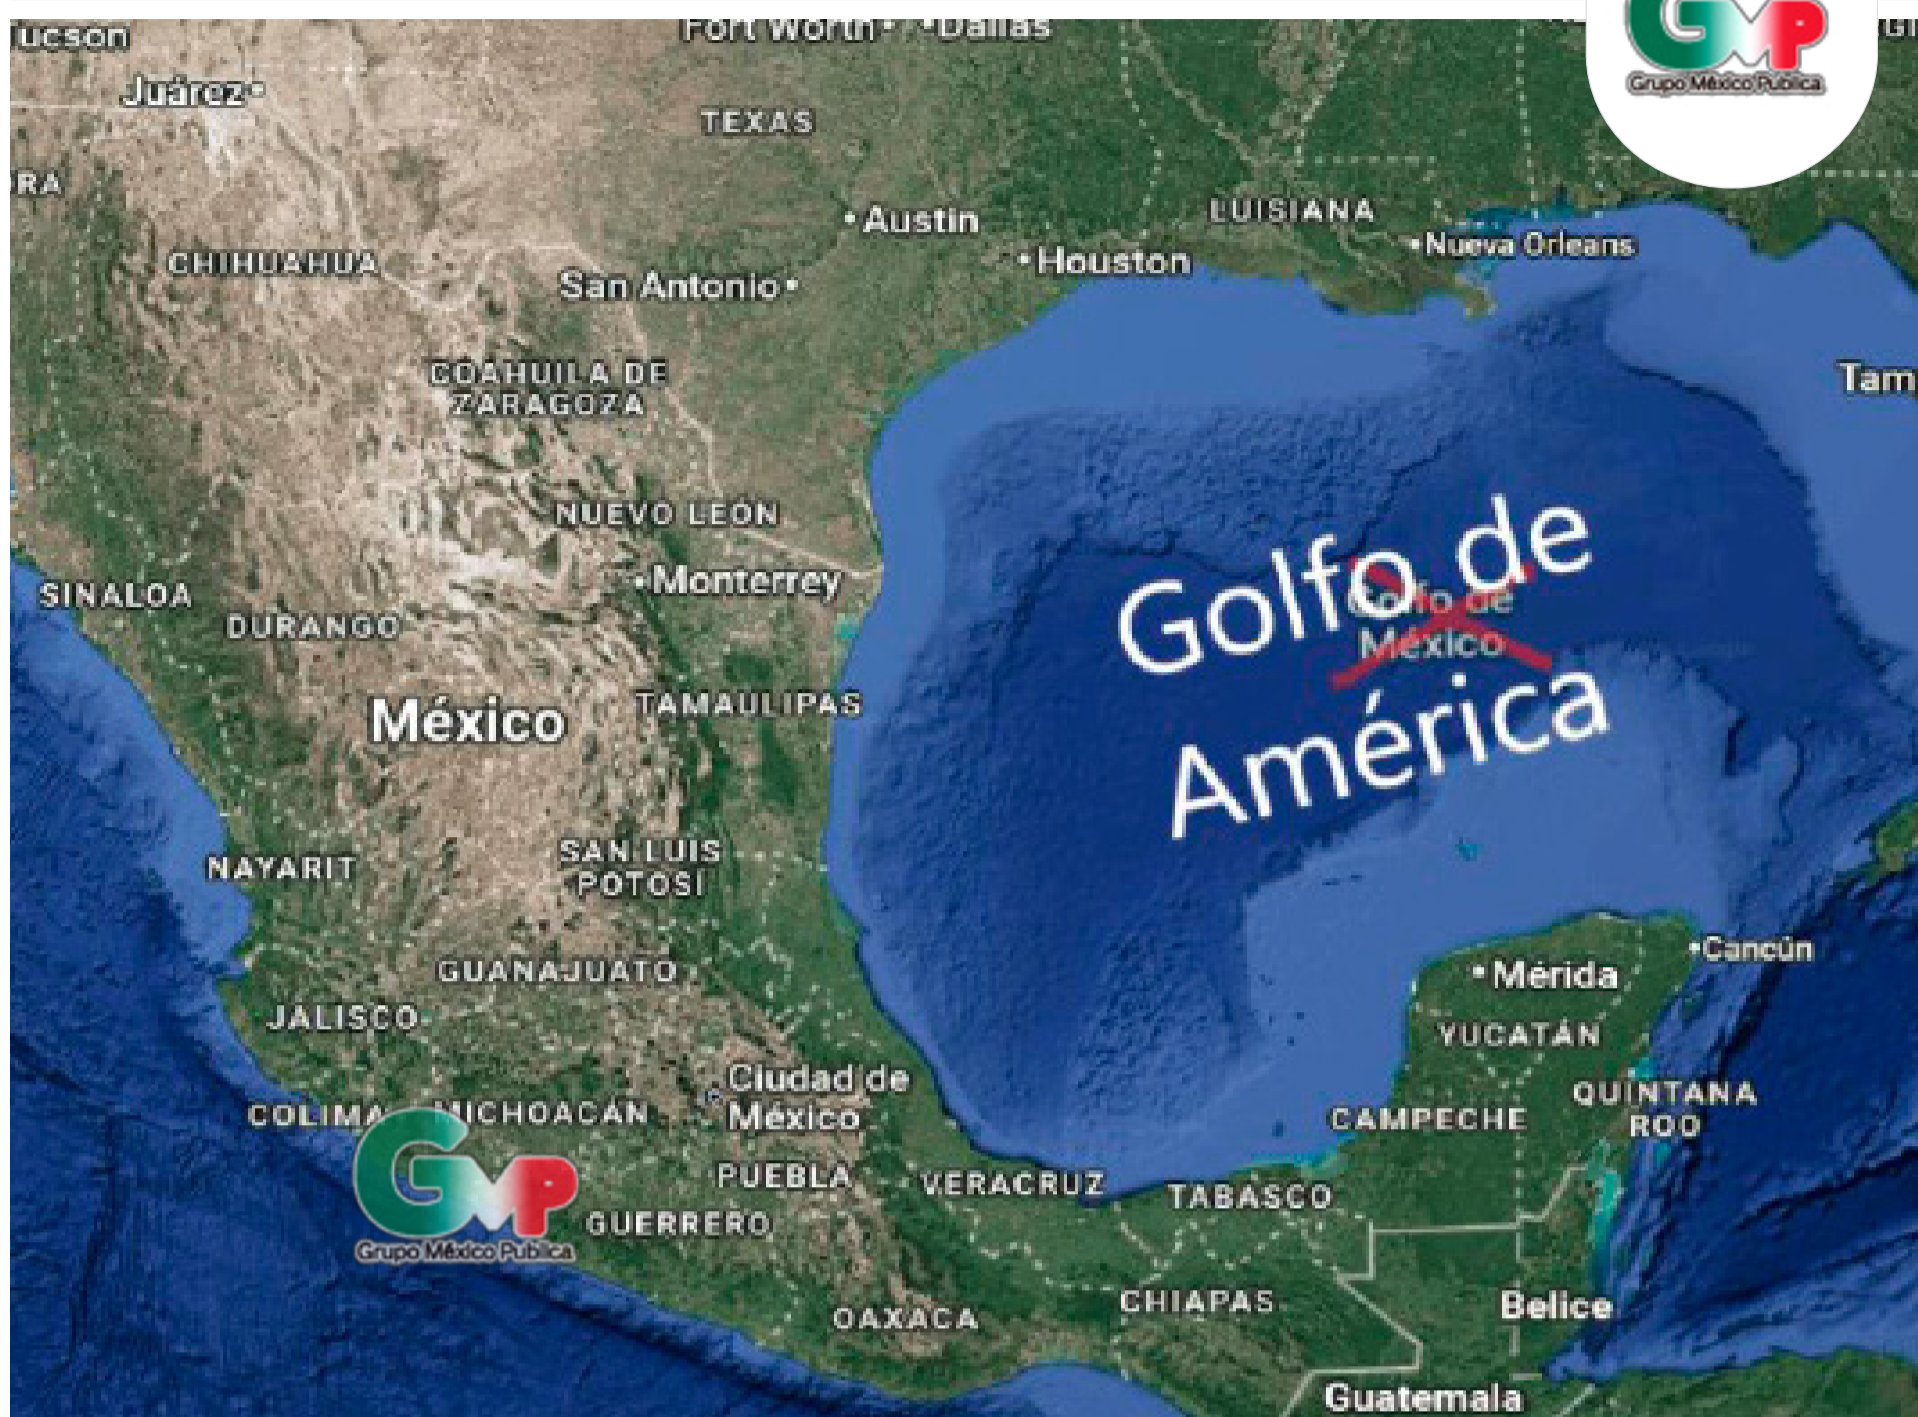 GMP
Grupo México Publica
Fort Worth
Dallas
Juárez
TEXAS
Austin
LUISIANA
Nueva Orleans
Houston
CHIHUAHUA
San Antonio
COAHUILA DE
ZARAGOZA
Tam
NUEVO LEÓN
Golfo de
América
Golfo de
México
Monterrey
SINALOA
DURANGO
México
TAMAULIPAS
SAN LUIS
POTOSÍ
NAYARIT
Cancún
GUANAJUATO
Mérida
JALISCO
YUCATÁN
Ciudad de
México
QUINTANA
ROO
COLIMA
MICHOACÁN
CAMPECHE
PUEBLA
VERACRUZ
TABASCO
GMP
Grupo México Publica
GUERRERO
CHIAPAS
Belice
OAXACA
Guatemala